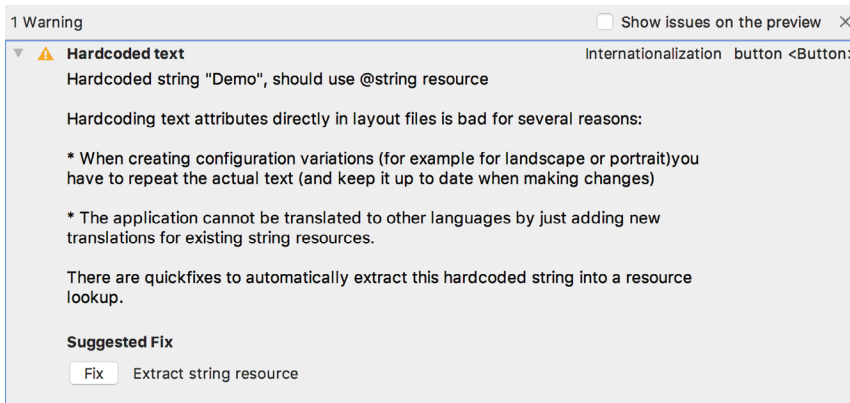 1 Warning Show issues on the preview
Hardcoded text Internationalization button <Button>
Hardcoded string "Demo", should use @string resource
Hardcoding text attributes directly in layout files is bad for several reasons:
* When creating configuration variations (for example for landscape or portrait)you
have to repeat the actual text (and keep it up to date when making changes)
* The application cannot be translated to other languages by just adding new
translations for existing string resources.
There are quickfixes to automatically extract this hardcoded string into a resource
lookup.
Suggested Fix
Fix Extract string resource